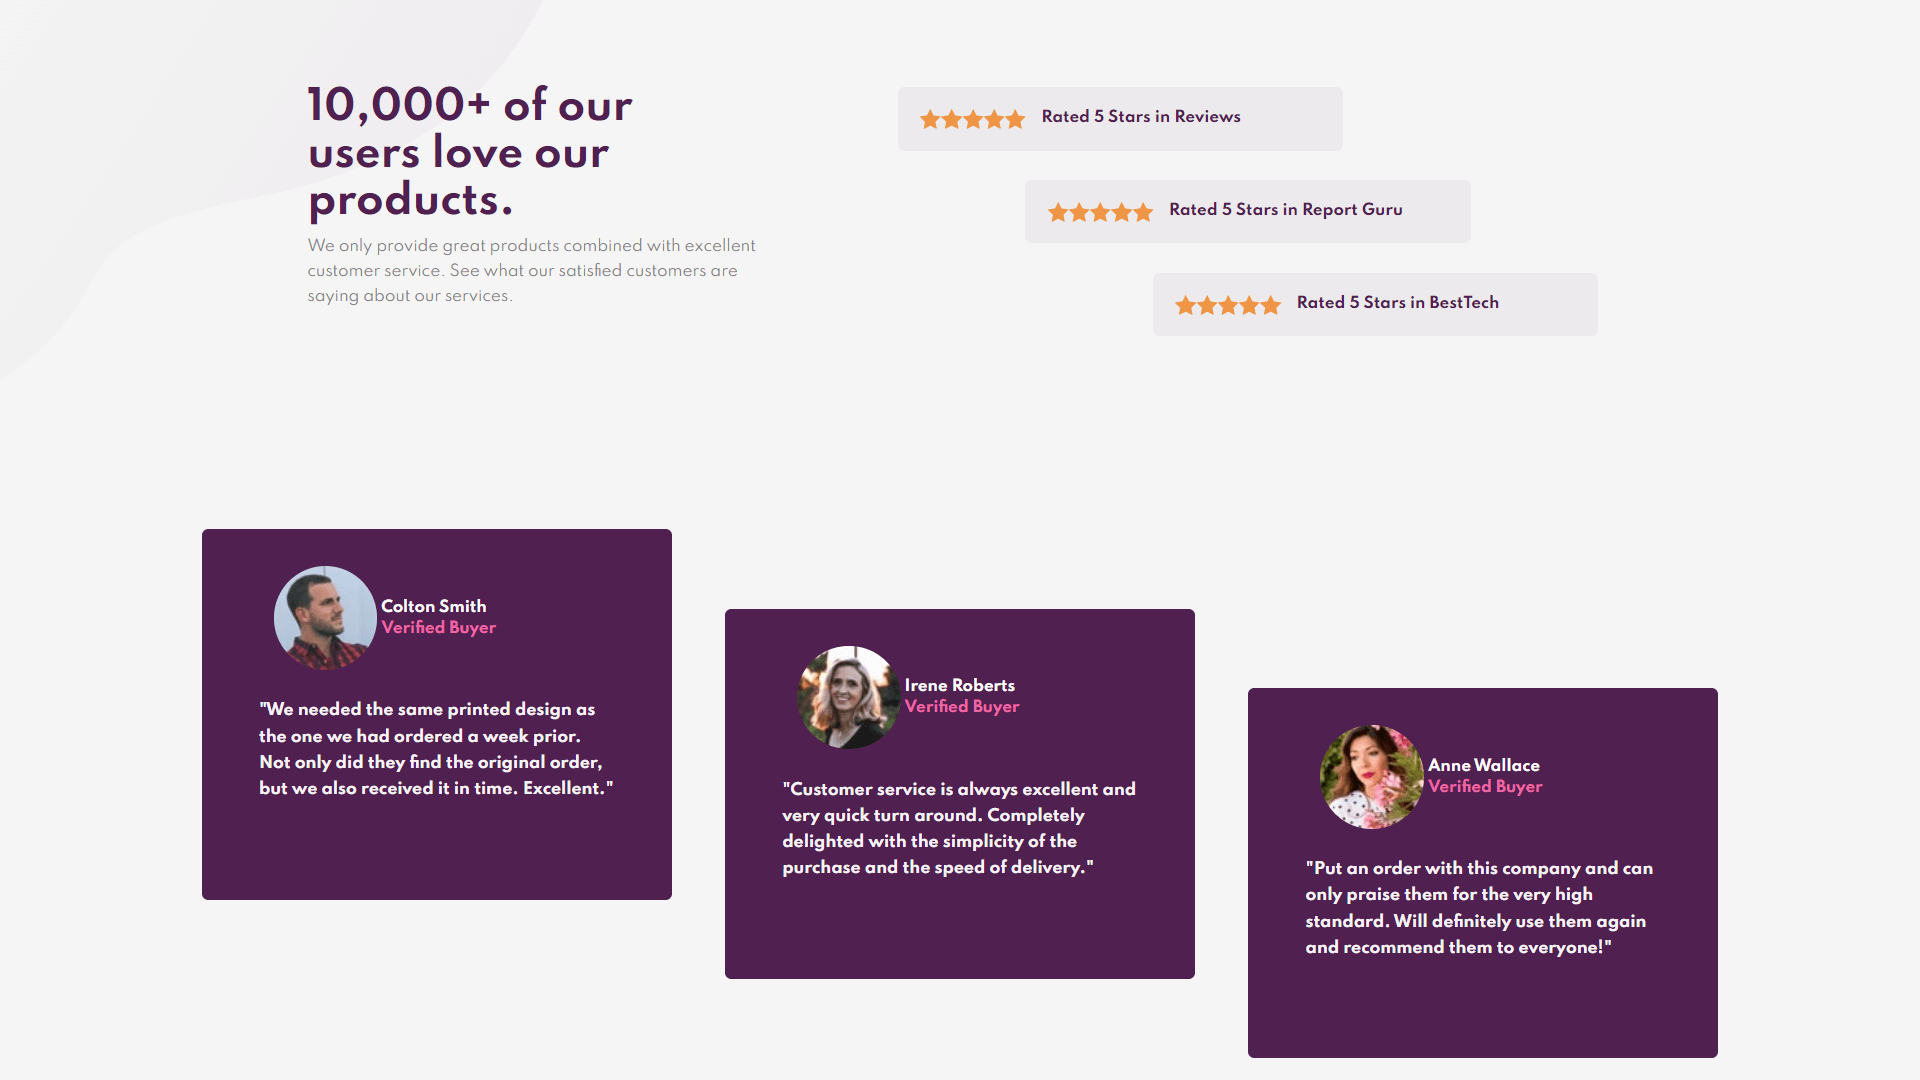 10,000+ of our
users love our
products.
We only provide great products combined with excellent
customer service. See what our satisfied customers are
saying about our services.
Rated 5 Stars in Reviews
Rated 5 Stars in Report Guru
Rated 5 Stars in BestTech
Colton Smith
Verified Buyer
"We needed the same printed design as
the one we had ordered a week prior.
Not only did they find the original order,
but we also received it in time. Excellent."
Irene Roberts
Verified Buyer
"Customer service is always excellent and
very quick turn around. Completely
delighted with the simplicity of the
purchase and the speed of delivery."
Anne Wallace
Verified Buyer
"Put an order with this company and can
only praise them for the very high
standard. Will definitely use them again
and recommend them to everyone!"